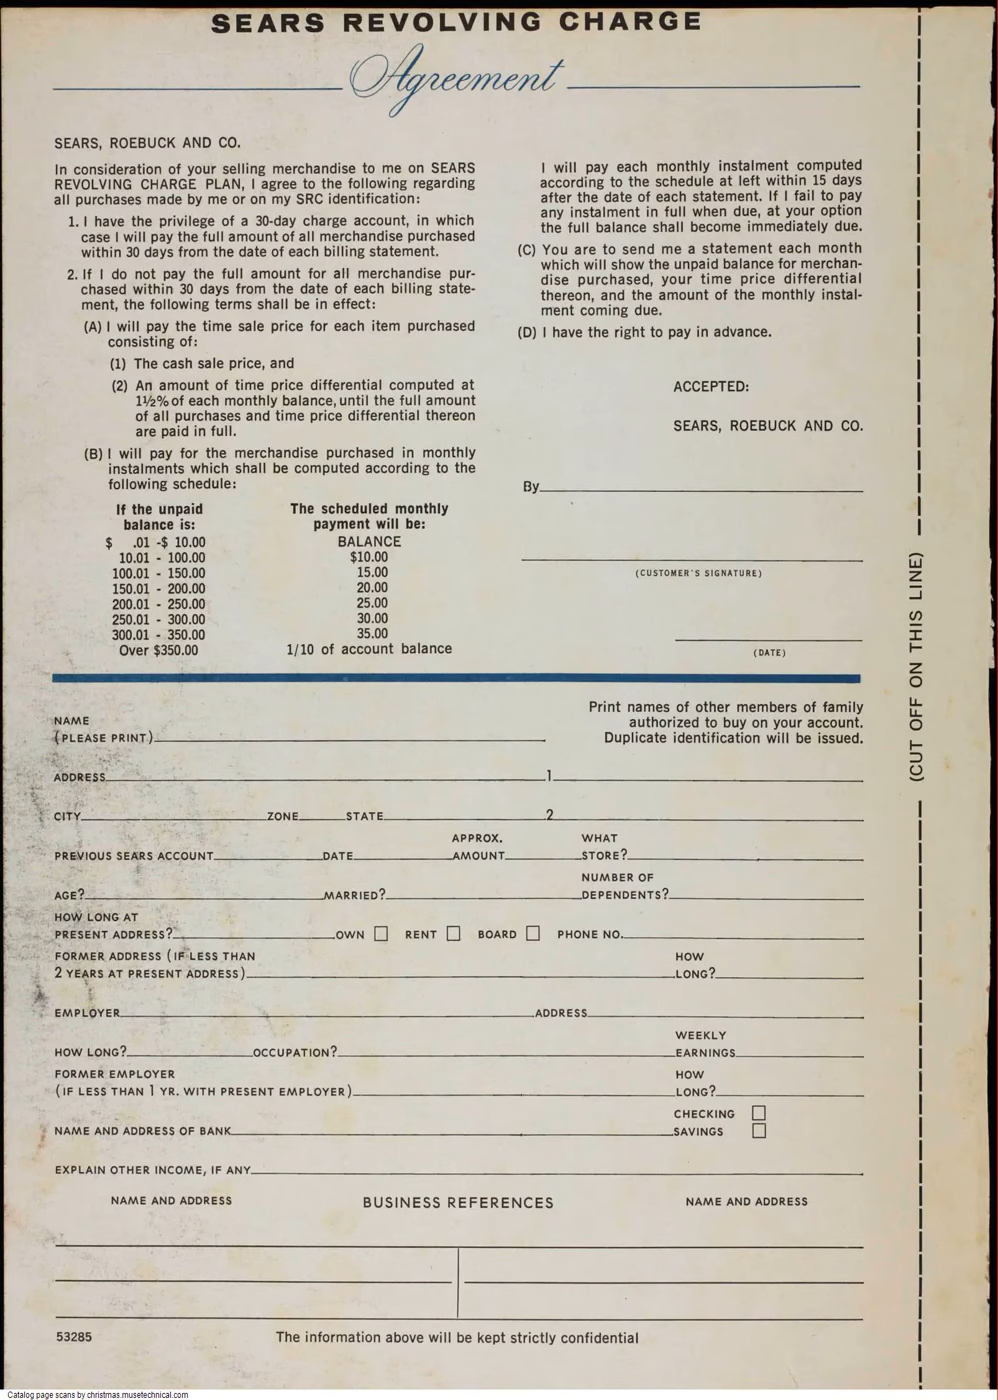 SEARS REVOLVING CHARGE
Agreement
SEARS, ROEBUCK AND CO.
In consideration of your selling merchandise to me on SEARS
REVOLVING CHARGE PLAN, I agree to the following regarding
all purchases made by me or on my SRC identification:
1. I have the privilege of a 30-day charge account, in which
case I will pay the full amount of all merchandise purchased
within 30 days from the date of each billing statement.
2. If I do not pay the full amount for all merchandise pur-
chased within 30 days from the date of each billing state-
ment, the following terms shall be in effect:
(A) I will pay the time sale price for each item purchased
consisting of:
(1) The cash sale price, and
(2) An amount of time price differential computed at
1½% of each monthly balance, until the full amount
of all purchases and time price differential thereon
are paid in full.
(B) I will pay for the merchandise purchased in monthly
instalments which shall be computed according to the
following schedule:
If the unpaid The scheduled monthly
balance is: payment will be:
$ .01 -$ 10.00 BALANCE
10.01 - 100.00 $10.00
100.01 - 150.00 15.00
150.01 - 200.00 20.00
200.01 - 250.00 25.00
250.01 - 300.00 30.00
300.01 - 350.00 35.00
Over $350.00 1/10 of account balance
I will pay each monthly instalment computed
according to the schedule at left within 15 days
after the date of each statement. If I fail to pay
any instalment in full when due, at your option
the full balance shall become immediately due.
(C) You are to send me a statement each month
which will show the unpaid balance for merchan-
dise purchased, your time price differential
thereon, and the amount of the monthly instal-
ment coming due.
(D) I have the right to pay in advance.
ACCEPTED:
SEARS, ROEBUCK AND CO.
By
(CUSTOMER'S SIGNATURE)
(DATE)
(CUT OFF ON THIS LINE)
Print names of other members of family
authorized to buy on your account.
Duplicate identification will be issued.
NAME
(PLEASE PRINT)
ADDRESS 1
CITY ZONE STATE 2
APPROX. WHAT
PREVIOUS SEARS ACCOUNT DATE AMOUNT STORE?
NUMBER OF
AGE? MARRIED? DEPENDENTS?
HOW LONG AT
PRESENT ADDRESS? OWN RENT BOARD PHONE NO.
FORMER ADDRESS (IF LESS THAN HOW
2 YEARS AT PRESENT ADDRESS) LONG?
EMPLOYER ADDRESS
WEEKLY
HOW LONG? OCCUPATION? EARNINGS
FORMER EMPLOYER HOW
(IF LESS THAN 1 YR. WITH PRESENT EMPLOYER) LONG?
CHECKING
NAME AND ADDRESS OF BANK SAVINGS
EXPLAIN OTHER INCOME, IF ANY
NAME AND ADDRESS BUSINESS REFERENCES NAME AND ADDRESS
53285 The information above will be kept strictly confidential
Catalog page scans by christmas.musetechnical.com